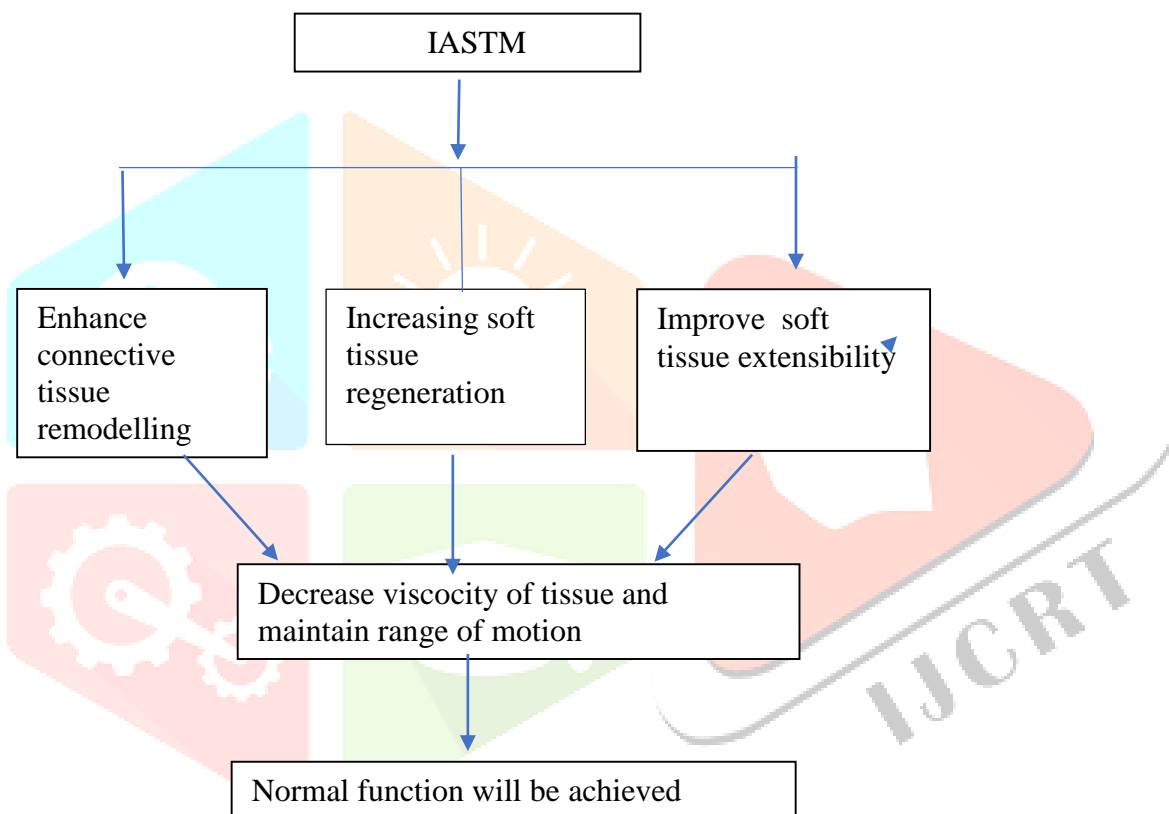 IASTM
Enhance
connective
tissue
remodelling
Increasing soft
tissue
regeneration
Improve soft
tissue extensibility
Decrease viscocity of tissue and
maintain range of motion
IJCRT
Normal function will be achieved